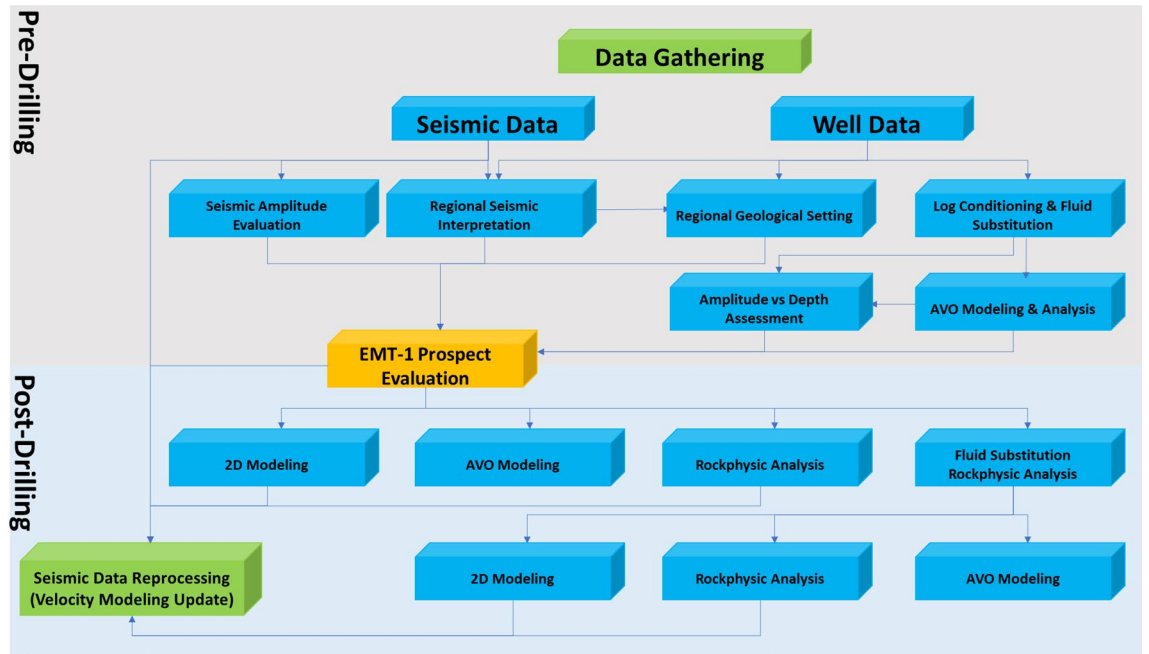 Pre-Drilling
Data Gathering
Seismic Data
Well Data
Seismic Amplitude
Evaluation
Regional Seismic
Interpretation
Regional Geological Setting
Log Conditioning & Fluid
Substitution
Amplitude vs Depth
Assessment
AVO Modeling & Analysis
EMT-1 Prospect
Evaluation
Post-Drilling
2D Modeling
AVO Modeling
Rockphysic Analysis
Fluid Substitution
Rockphysic Analysis
Seismic Data Reprocessing
(Velocity Modeling Update)
2D Modeling
Rockphysic Analysis
AVO Modeling